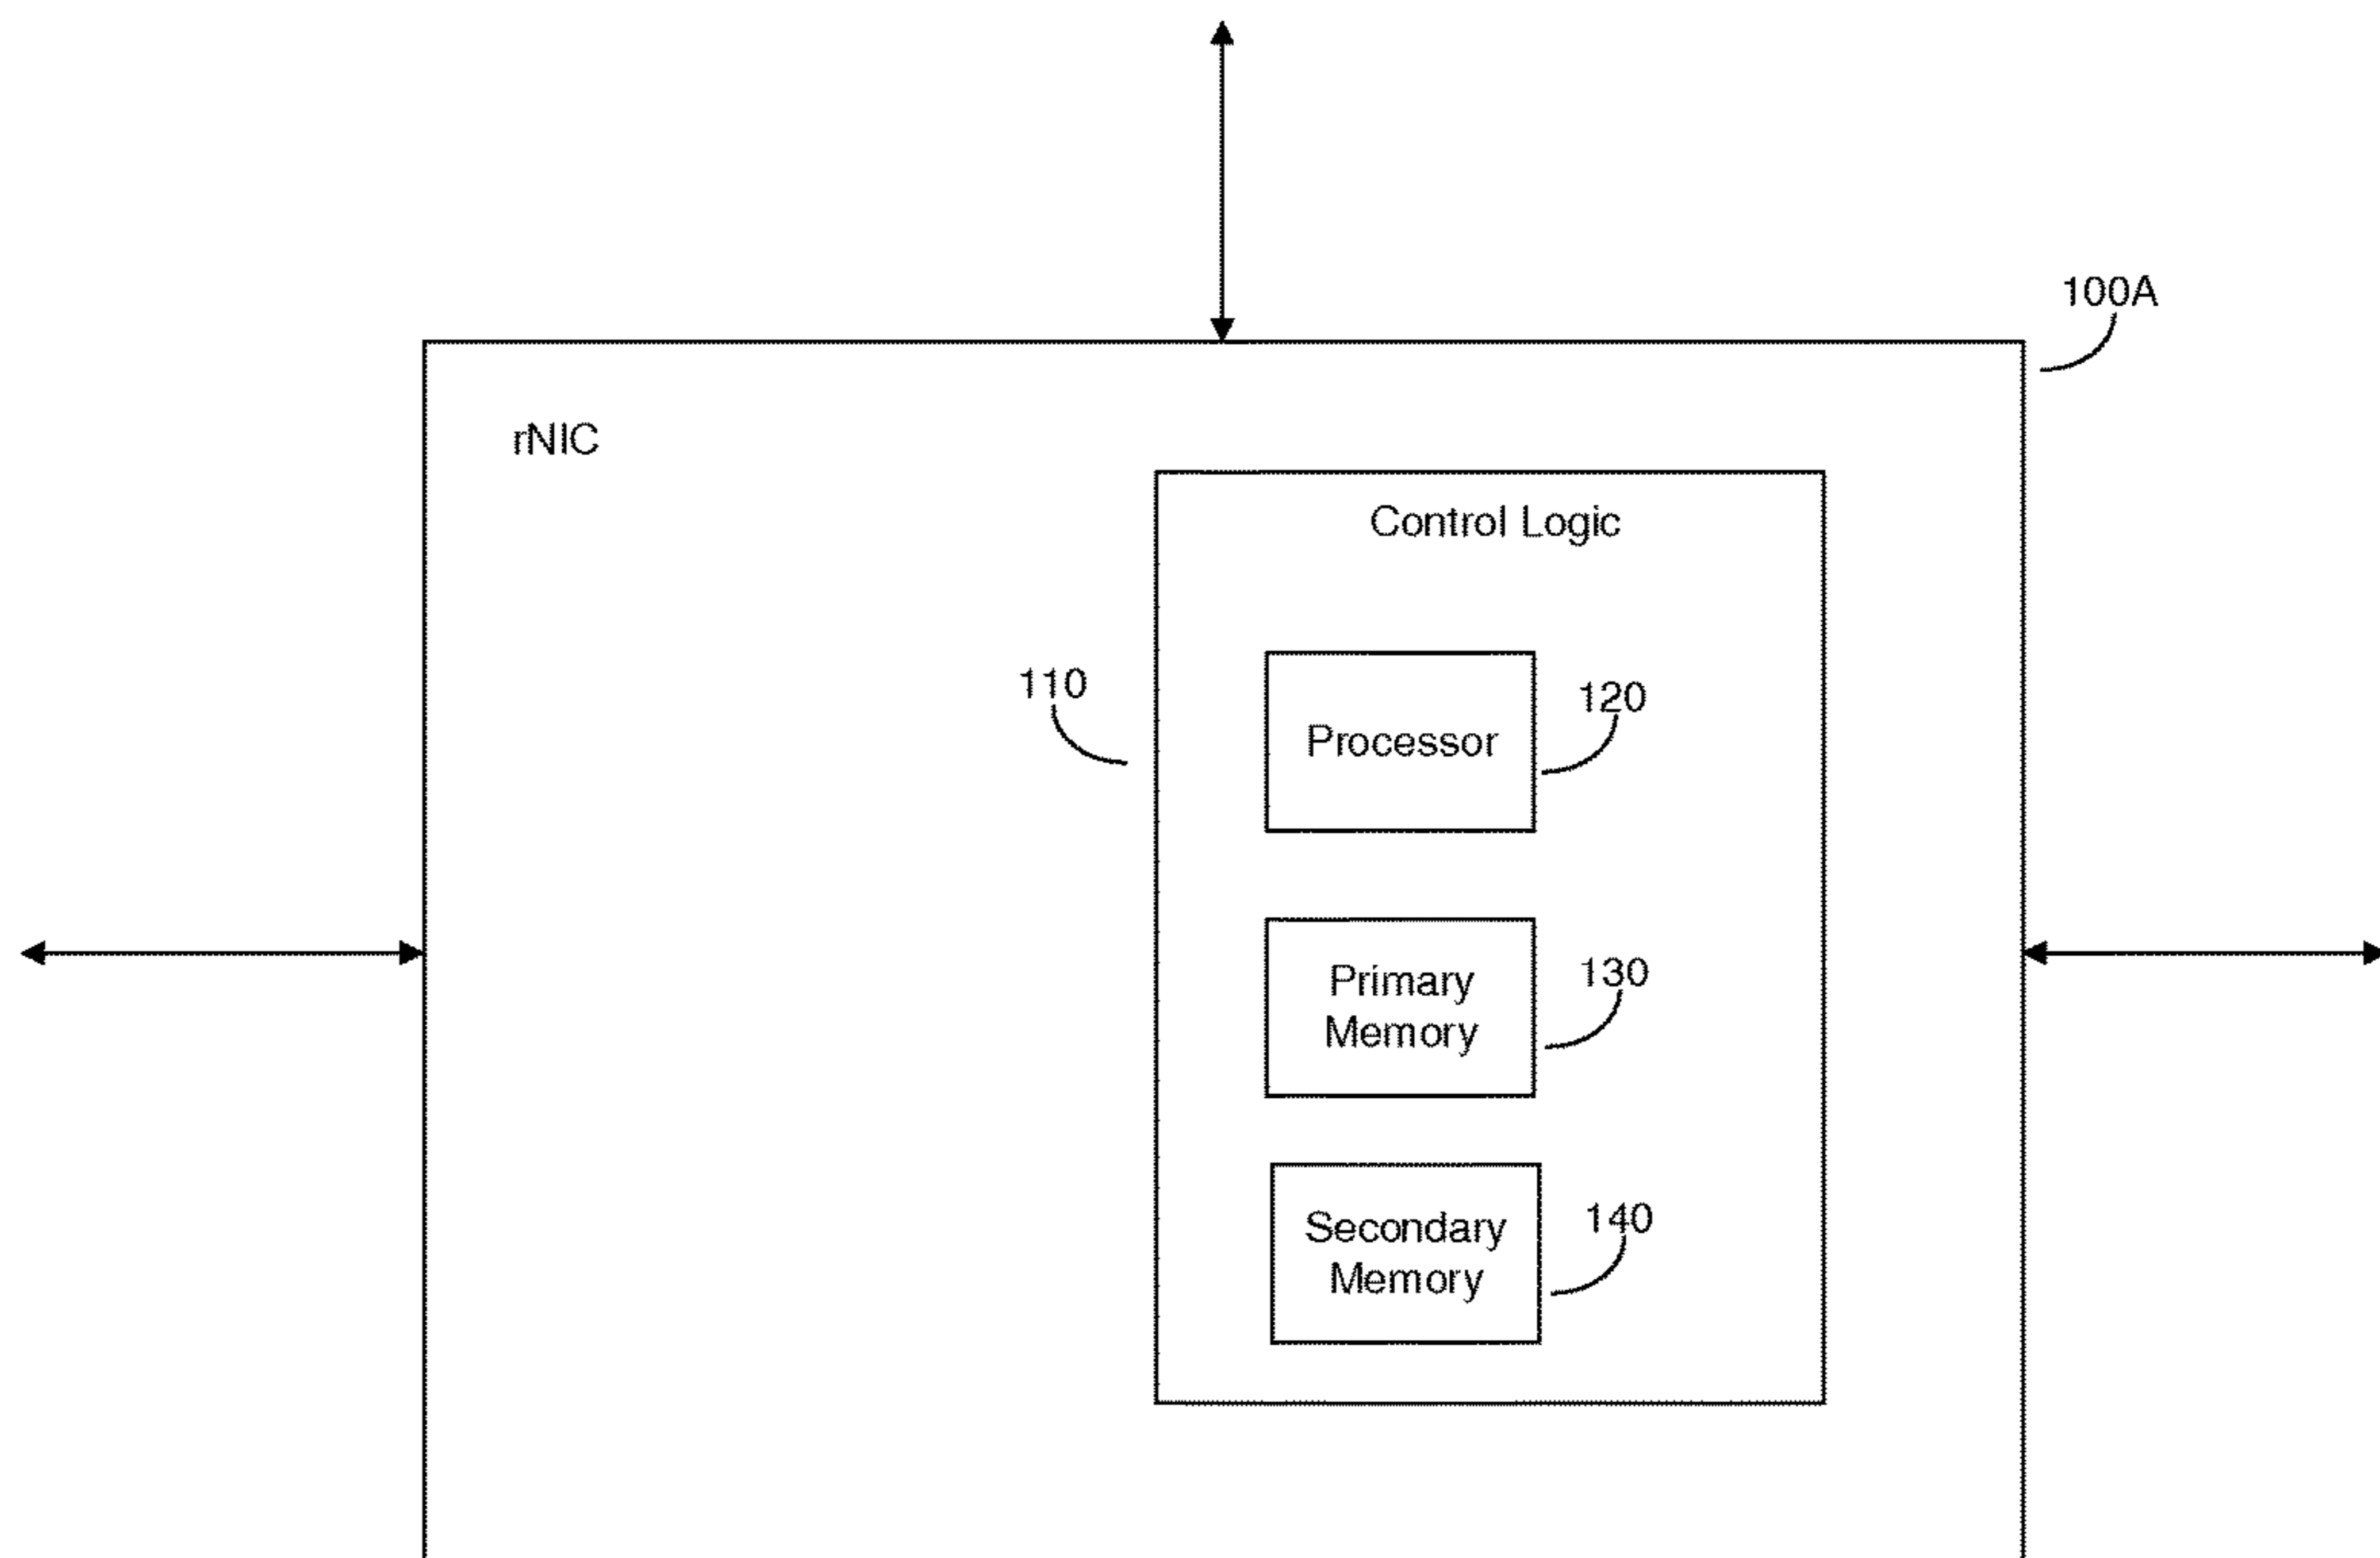 100A
rNIC
Control Logic
110
120
Processor
130
Primary
Memory
140
Secondary
Memory